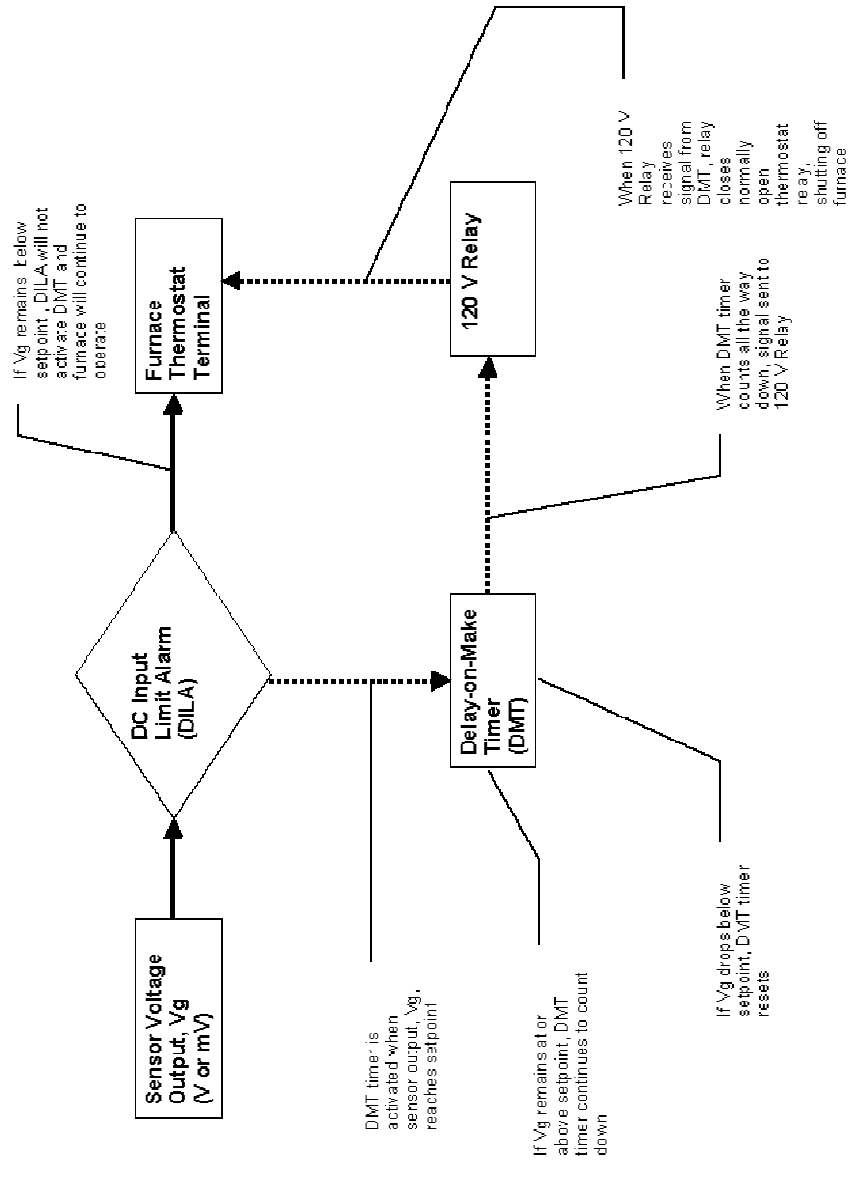 If Vg remains below
setpoint, DILA will not
activate DMT and
furnace will continue to
operate
Sensor Voltage
Output, Vg
(V or mV)
DC Input
Limit Alarm
(DILA)
Furnace
Thermostat
Terminal
DMT timer is
activated when
sensor output, Vg,
reaches setpoint
Delay-on-Make
Timer
(DMT)
120 V Relay
If Vg remains at or
above setpoint, DMT
timer continues to count
down
If Vg drops below
setpoint, DMT timer
resets
When DMT timer
counts all the way
down, signal sent to
120 V Relay
When 120 V
Relay
receives
signal from
DMT, relay
closes
normally
open
thermostat
relay,
shutting off
furnace